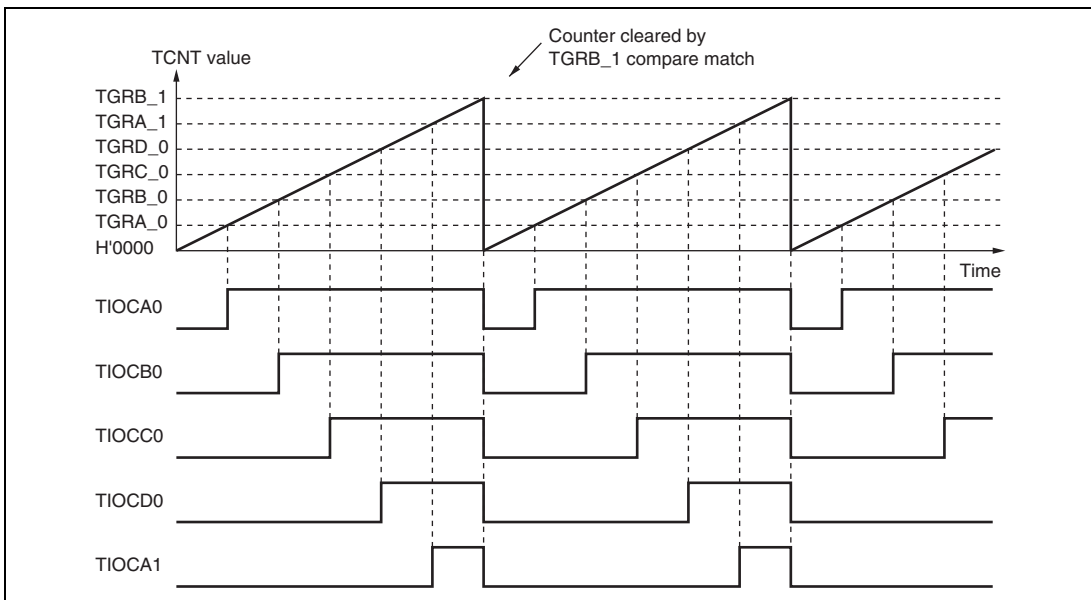 Counter cleared by
TGRB_1 compare match
TCNT value
TGRB_1
TGRA_1
TGRD_0
TGRC_0
TGRB_0
TGRA_0
H'0000
Time
TIOCA0
TIOCB0
TIOCC0
TIOCD0
TIOCA1